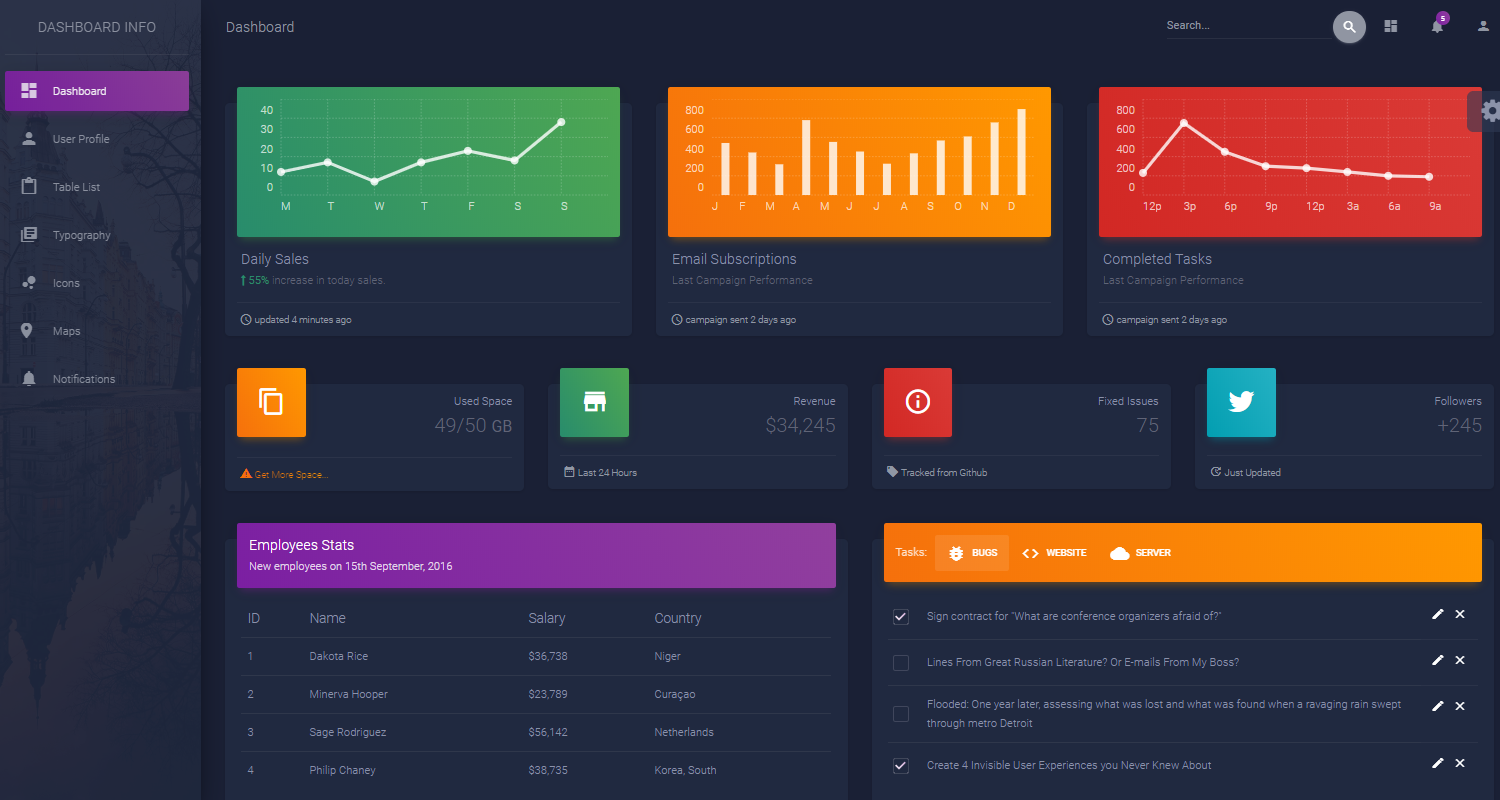 DASHBOARD INFO
Dashboard
User Profile
Table List
Typography
Icons
Maps
Notifications
Dashboard
Search...
5
40
30
20
10
0
M T W T F S S
Daily Sales
55% increase in today sales.
updated 4 minutes ago
800
600
400
200
0
J F M A M J J A S O N D
Email Subscriptions
Last Campaign Performance
campaign sent 2 days ago
800
600
400
200
0
12p 3p 6p 9p 12p 3a 6a 9a
Completed Tasks
Last Campaign Performance
campaign sent 2 days ago
Used Space
49/50 GB
Get More Space...
Revenue
$34,245
Last 24 Hours
Fixed Issues
75
Tracked from Github
Followers
+245
Just Updated
Employees Stats
New employees on 15th September, 2016
ID Name Salary Country
1 Dakota Rice $36,738 Niger
2 Minerva Hooper $23,789 Curaçao
3 Sage Rodriguez $56,142 Netherlands
4 Philip Chaney $38,735 Korea, South
Tasks: BUGS WEBSITE SERVER
Sign contract for "What are conference organizers afraid of?"
Lines From Great Russian Literature? Or E-mails From My Boss?
Flooded: One year later, assessing what was lost and what was found when a ravaging rain swept
through metro Detroit
Create 4 Invisible User Experiences you Never Knew About